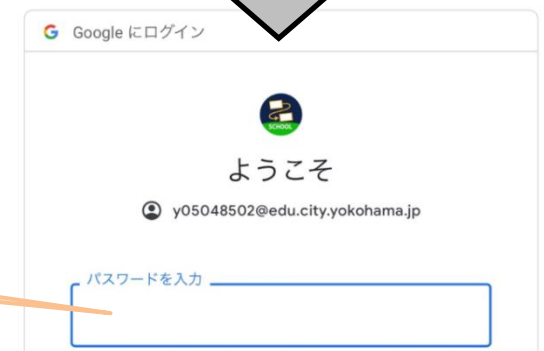 Google にログイン
SCHOOL
ようこそ
y05048502@edu.city.yokohama.jp
パスワードを入力